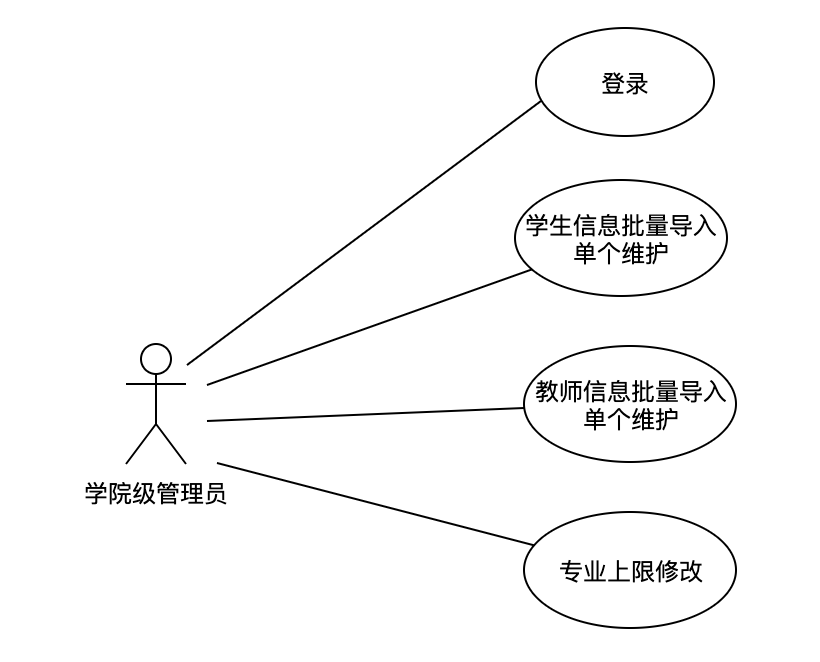 登录
学生信息批量导入
单个维护
教师信息批量导入
单个维护
学院级管理员
专业上限修改